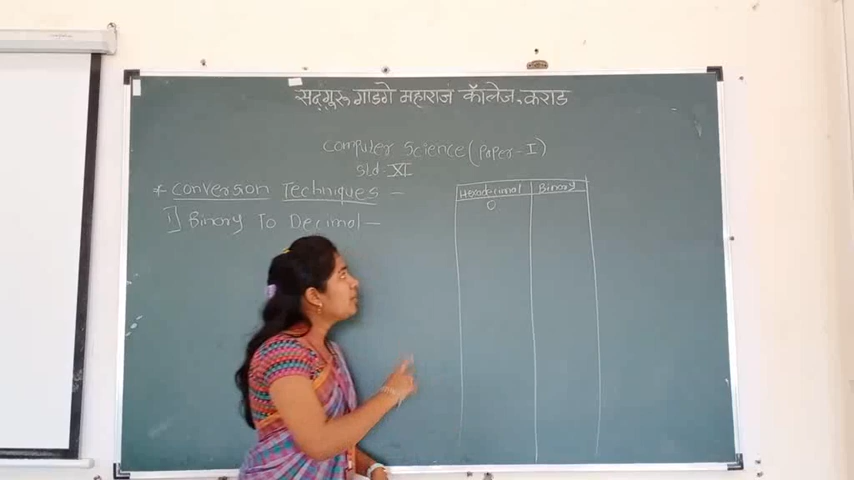 सद्गुरू गाडगे महाराज कॉलेज, कराड
Computer Science (Paper-I)
Std:-XI
* Conversion Techniques -
1] Binary To Decimal-
Hexadecimal Binary
0